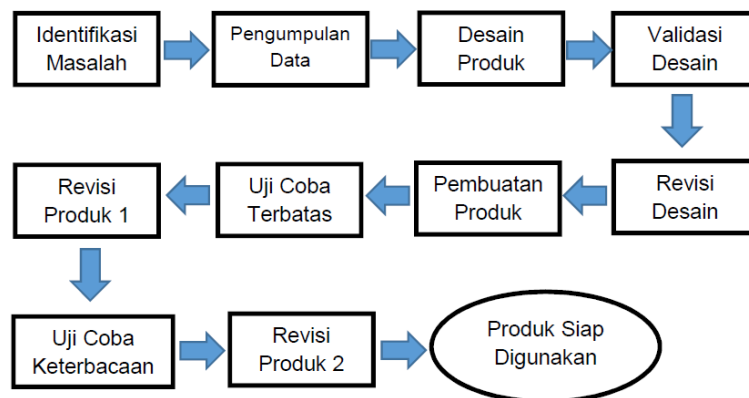 Identifikasi
Masalah
Pengumpulan
Data
Desain
Produk
Validasi
Desain
Revisi
Desain
Pembuatan
Produk
Uji Coba
Terbatas
Revisi
Produk 1
Uji Coba
Keterbacaan
Revisi
Produk 2
Produk Siap
Digunakan